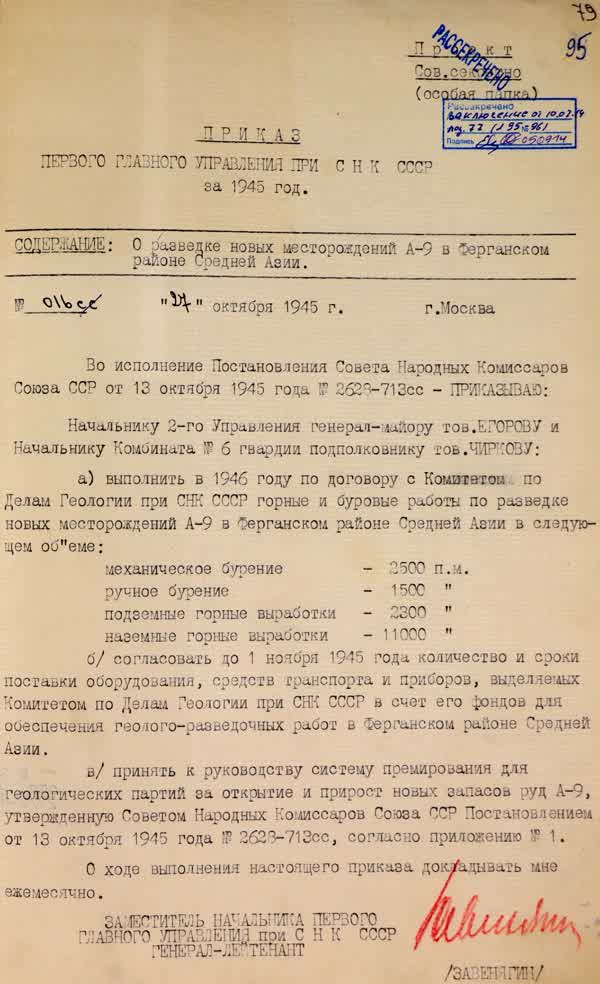 79
95
Проект
РАССЕКРЕЧЕНО
Сов.секретно
(особая папка)
Рассекречено
заключение от
Подпись 050914
ПРИКАЗ
ПЕРВОГО ГЛАВНОГО УПРАВЛЕНИЯ ПРИ С Н К СССР
за 1945 год.
СОДЕРЖАНИЕ: О разведке новых месторождений А-9 в Ферганском
районе Средней Азии.
№ 016сс "27" октября 1945 г. г.Москва
Во исполнение Постановления Совета Народных Комиссаров
Союза ССР от 13 октября 1945 года № 2628-713сс - ПРИКАЗЫВАЮ:
Начальнику 2-го Управления генерал-майору тов.ЕГОРОВУ и
Начальнику Комбината № 6 гвардии подполковнику тов.ЧИРКОВУ:
а) выполнить в 1946 году по договору с Комитетом по
Делам Геологии при СНК СССР горные и буровые работы по разведке
новых месторождений А-9 в Ферганском районе Средней Азии в следую-
щем об"еме:
механическое бурение - 2500 п.м.
ручное бурение - 1500 "
подземные горные выработки - 2300 "
наземные горные выработки - 11000 "
б/ согласовать до 1 ноября 1945 года количество и сроки
поставки оборудования, средств транспорта и приборов, выделяемых
Комитетом по Делам Геологии при СНК СССР в счет его фондов для
обеспечения геолого-разведочных работ в Ферганском районе Средней
Азии.
в/ принять к руководству систему премирования для
геологических партий за открытие и прирост новых запасов руд А-9,
утвержденную Советом Народных Комиссаров Союза ССР Постановлением
от 13 октября 1945 года № 2628-713сс, согласно приложению № 1.
О ходе выполнения настоящего приказа докладывать мне
ежемесячно.
ЗАМЕСТИТЕЛЬ НАЧАЛЬНИКА ПЕРВОГО
ГЛАВНОГО УПРАВЛЕНИЯ при С Н К СССР
ГЕНЕРАЛ-ЛЕЙТЕНАНТ
/ЗАВЕНЯГИН/